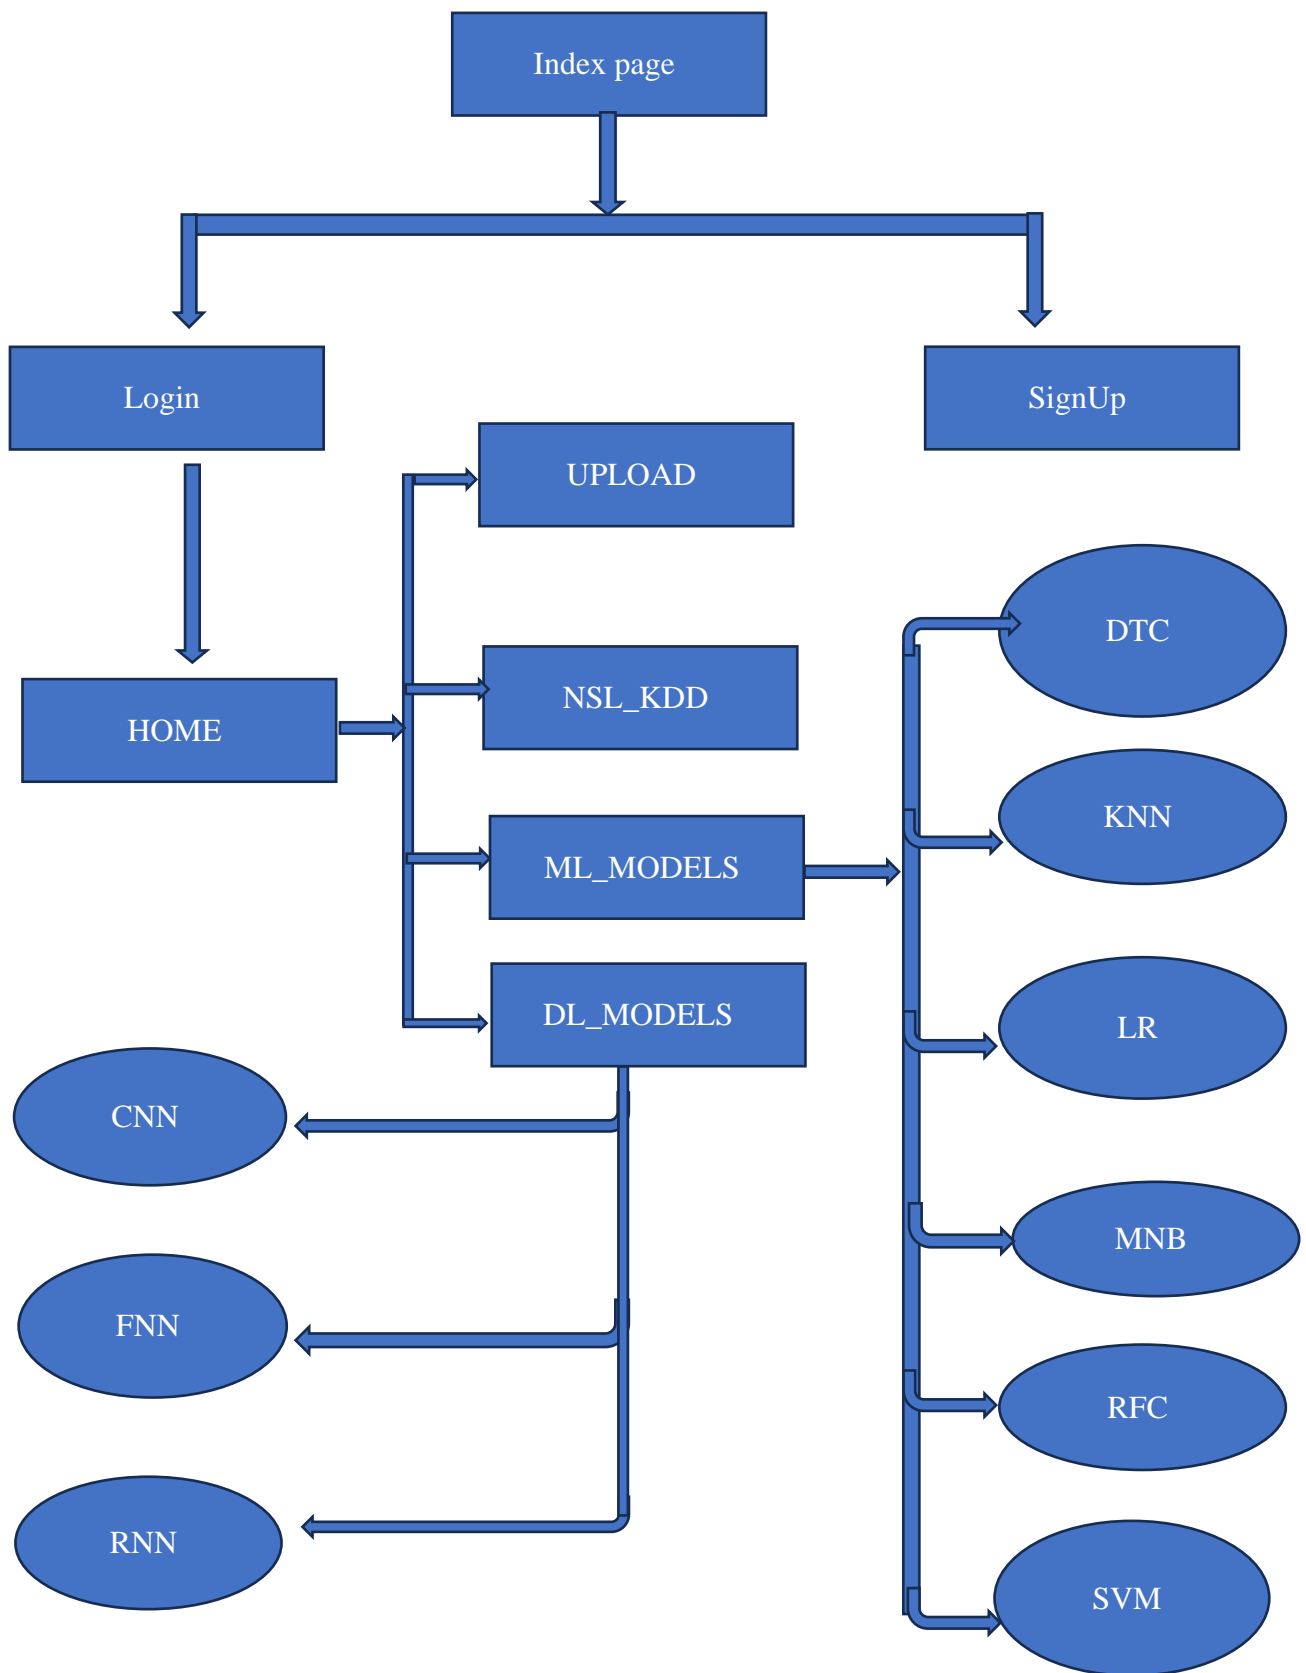 Index page
Login
SignUp
UPLOAD
DTC
NSL_KDD
HOME
KNN
ML_MODELS
DL_MODELS
LR
CNN
MNB
FNN
RFC
RNN
SVM